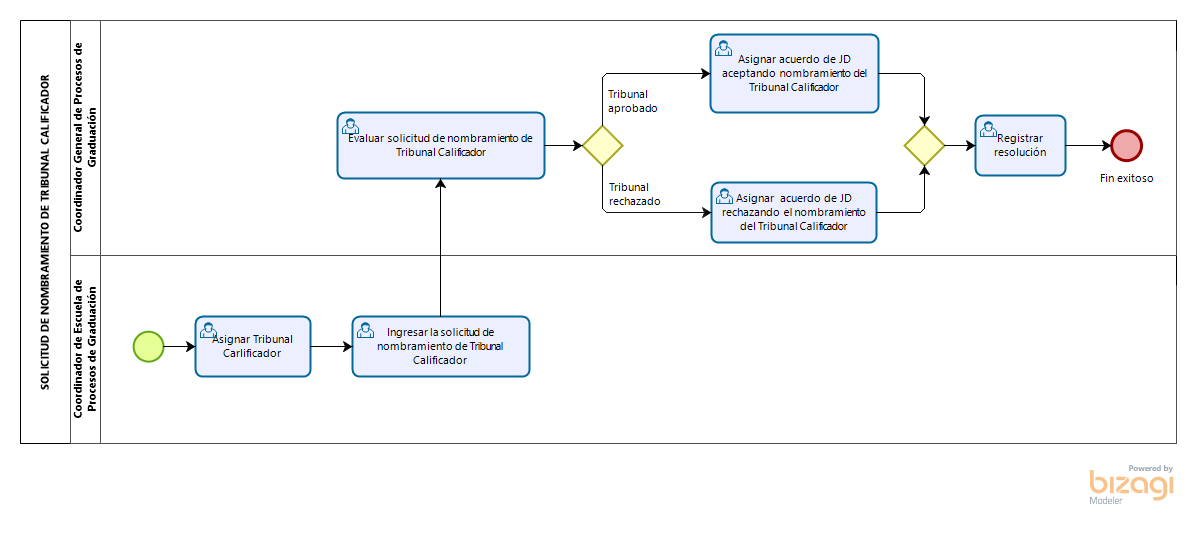 SOLICITUD DE NOMBRAMIENTO DE TRIBUNAL CALIFICADOR
Coordinador General de Procesos de
Graduación
Evaluar solicitud de nombramiento de
Tribunal Calificador
Tribunal
aprobado
Asignar acuerdo de JD
aceptando nombramiento del
Tribunal Calificador
Tribunal
rechazado
Asignar acuerdo de JD
rechazando el nombramiento
del Tribunal Calificador
Registrar
resolución
Fin exitoso
Coordinador de Escuela de
Procesos de Graduación
Asignar Tribunal
Carlificador
Ingresar la solicitud de
nombramiento de Tribunal
Calificador
Powered by
bizagi
Modeler